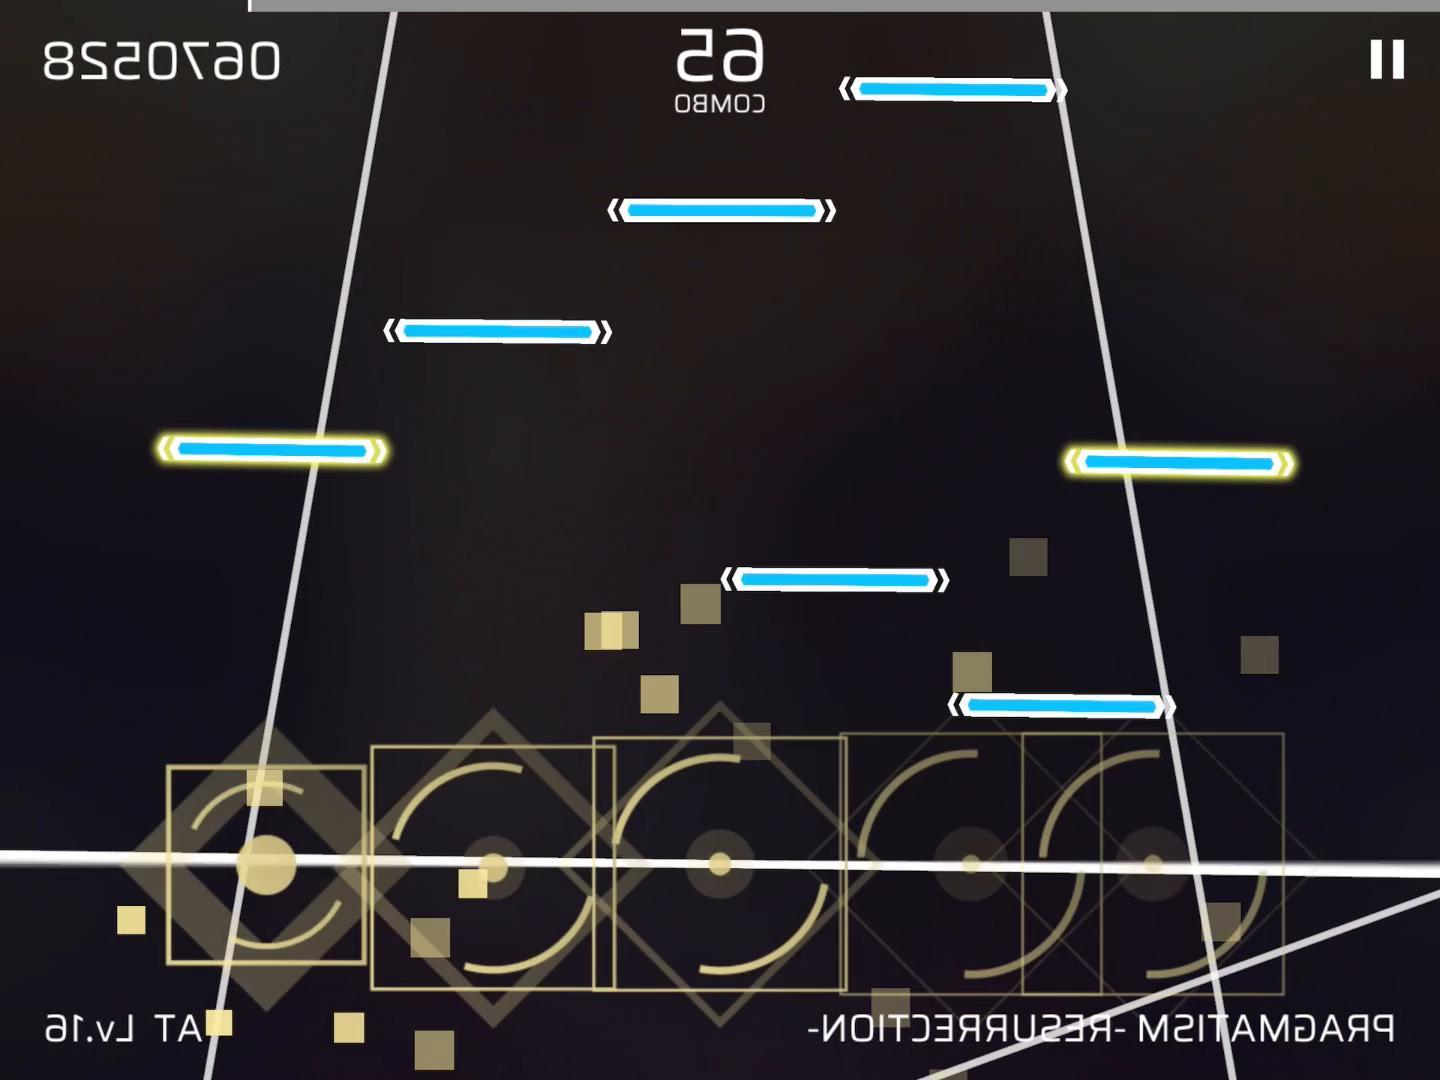 0670528
65
COMBO
AT Lv.16
PRAGMATISM -RESURRECTION-